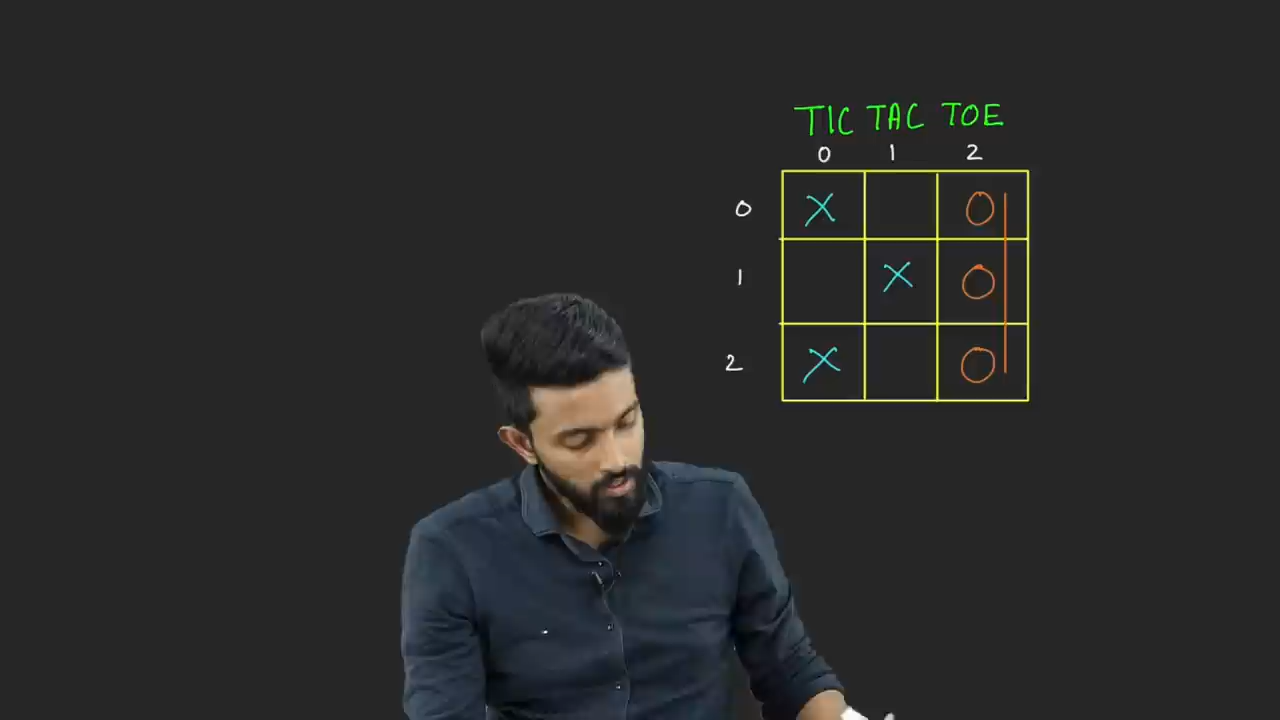 TIC TAC TOE
0 1 2
0 X O
1 X O
2 X O